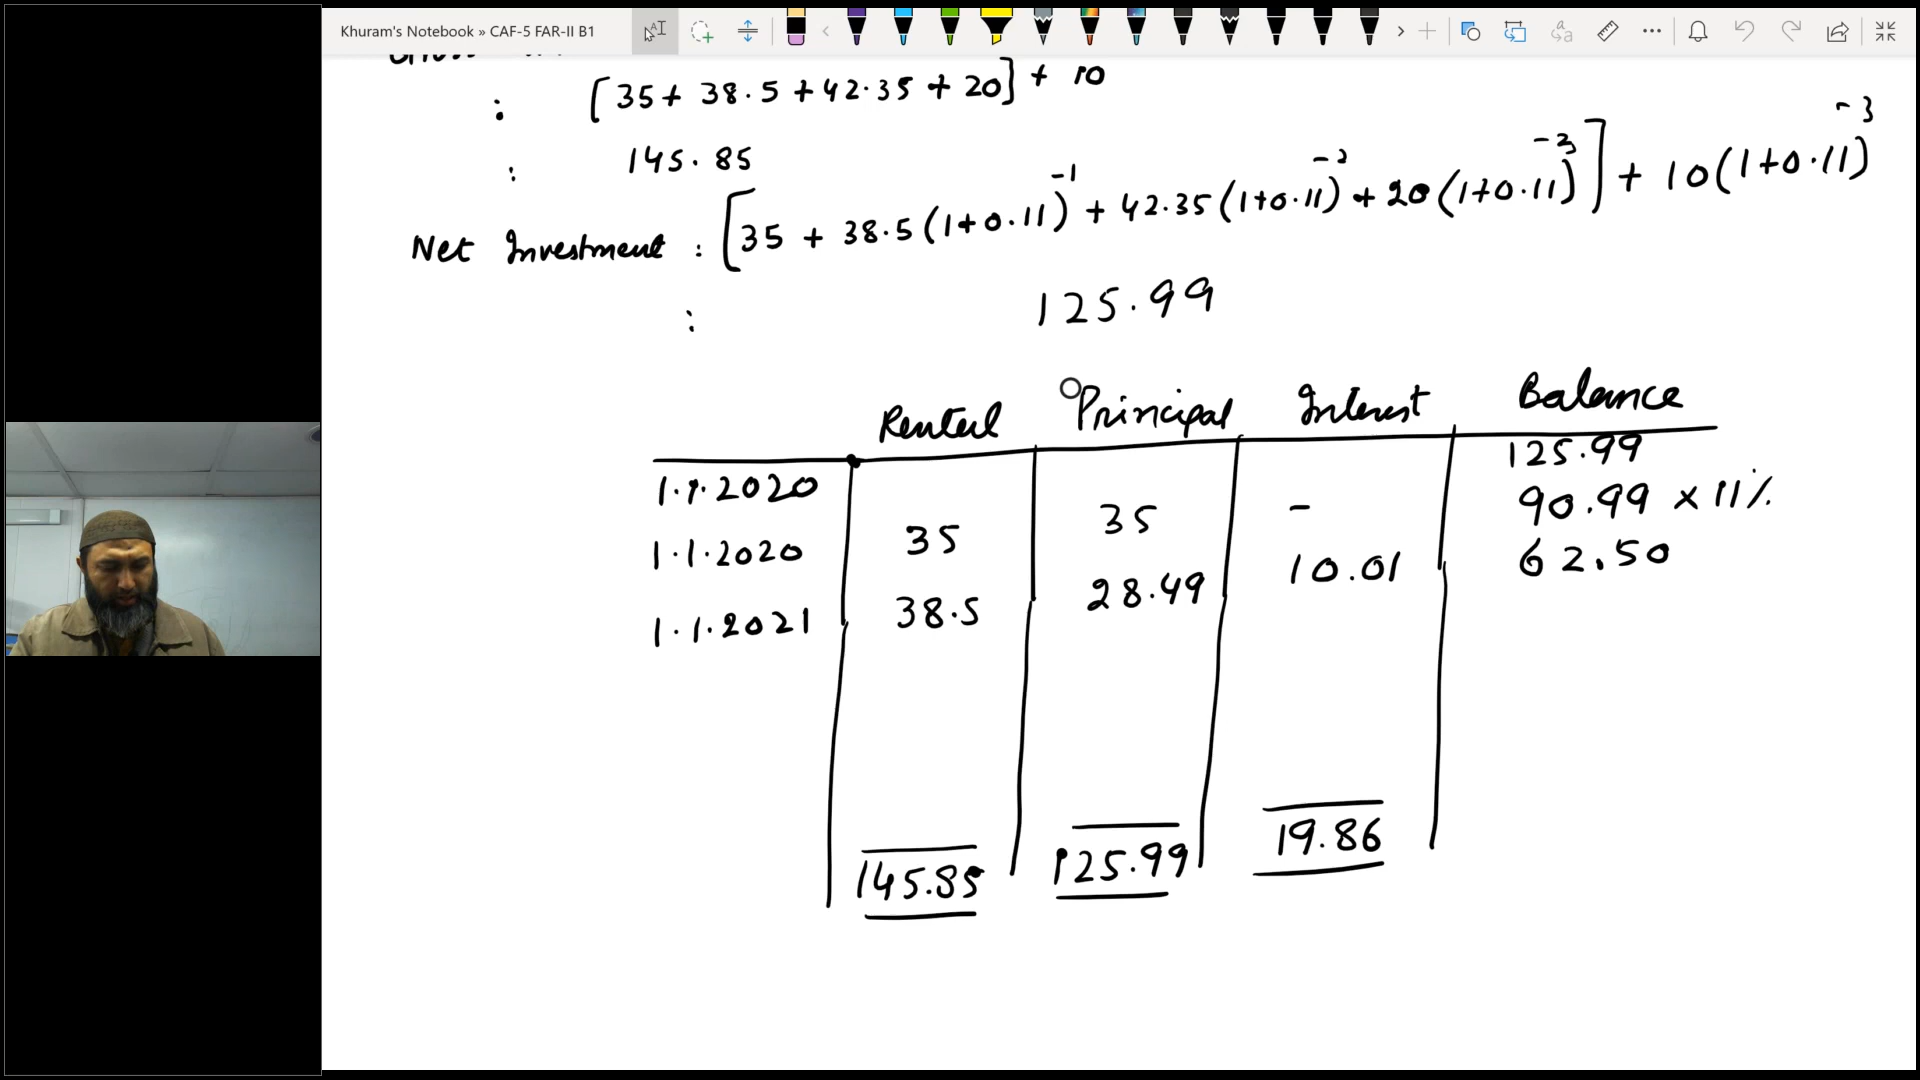 Khuram's Notebook » CAF-5 FAR-II B1
: [35 + 38.5 + 42.35 + 20] + 10
: 145.85
Net Investment : [35 + 38.5 (1+0.11)^-1 + 42.35 (1+0.11)^-2 + 20 (1+0.11)^-3] + 10 (1+0.11)^-3
: 125.99
Rental Principal Interest Balance
1.1.2020 125.99
1.1.2020 35 35 - 90.99 x 11%
1.1.2021 38.5 28.49 10.01 62.50
145.85 125.99 19.86